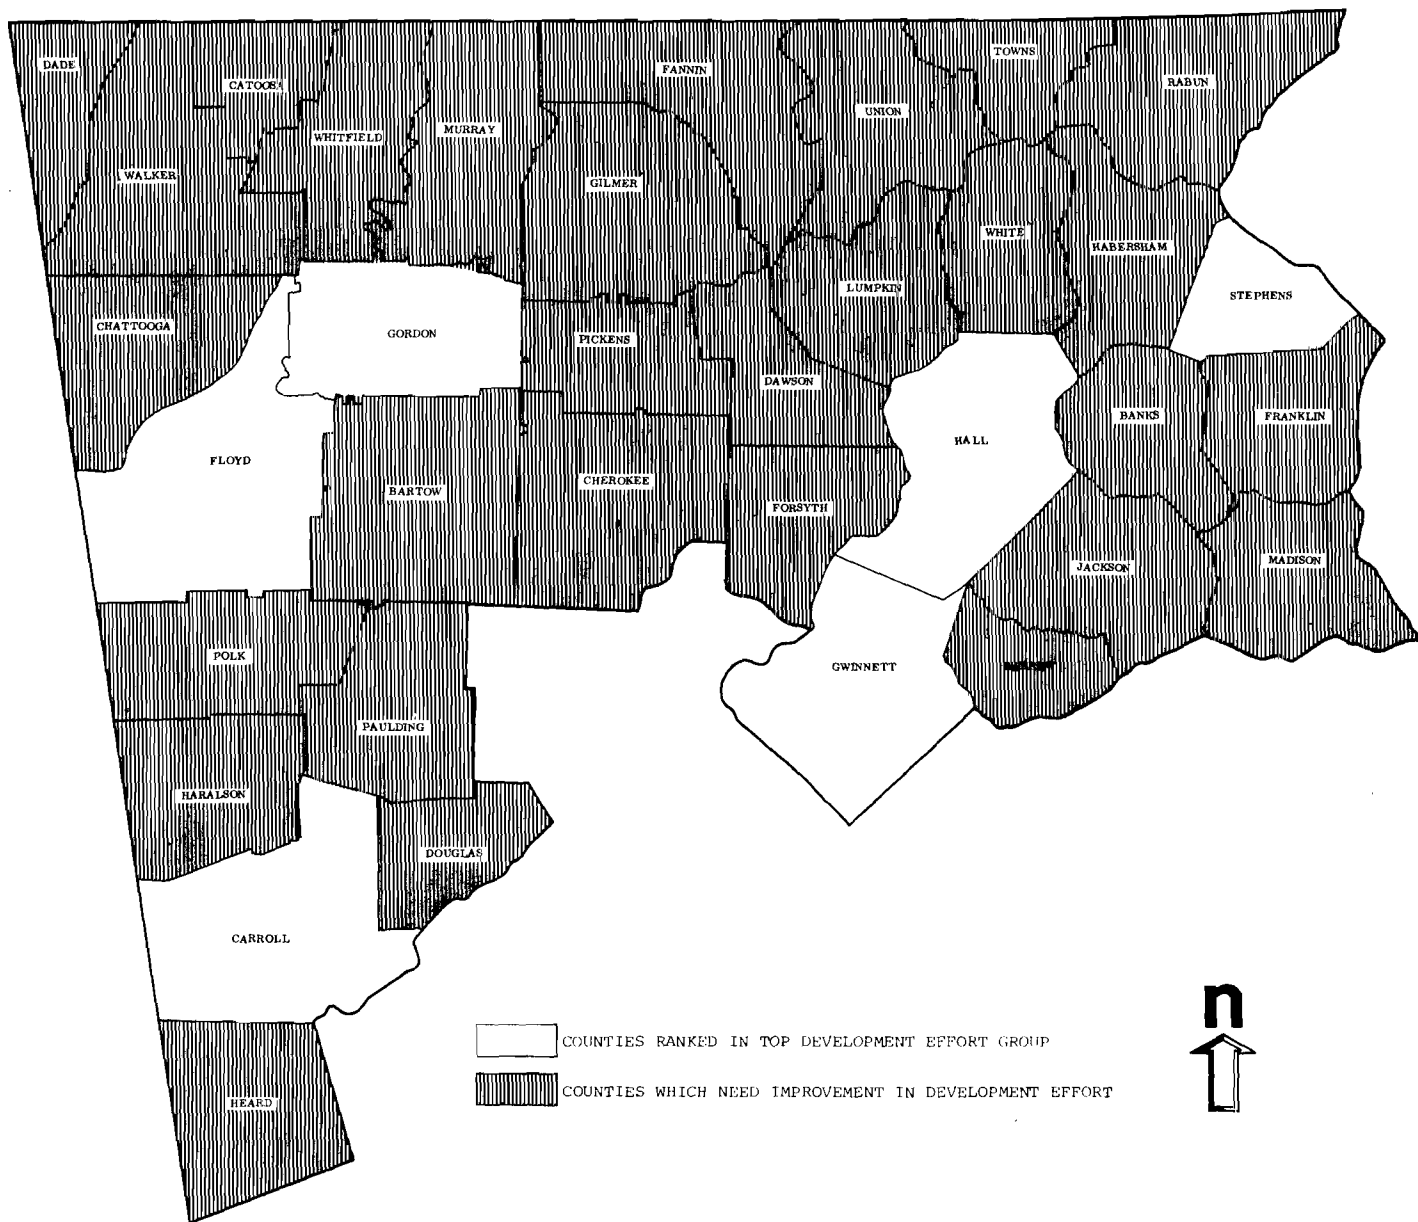 TOWNS
DADE
FANNIN
CATOOSA
RABUN
UNION
MURRAY
WHITFIELD
WALKER
GILMER
WHITE
HABERSHAM
LUMPKIN
STEPHENS
CHATTOOGA
GORDON
PICKENS
DAWSON
BANKS
FRANKLIN
HALL
FLOYD
BARTOW
CHEROKEE
FORSYTH
MADISON
JACKSON
POLK
GWINNETT
PAULDING
HARALSON
DOUGLAS
CARROLL
n
COUNTIES RANKED IN TOP DEVELOPMENT EFFORT GROUP
COUNTIES WHICH NEED IMPROVEMENT IN DEVELOPMENT EFFORT
HEARD